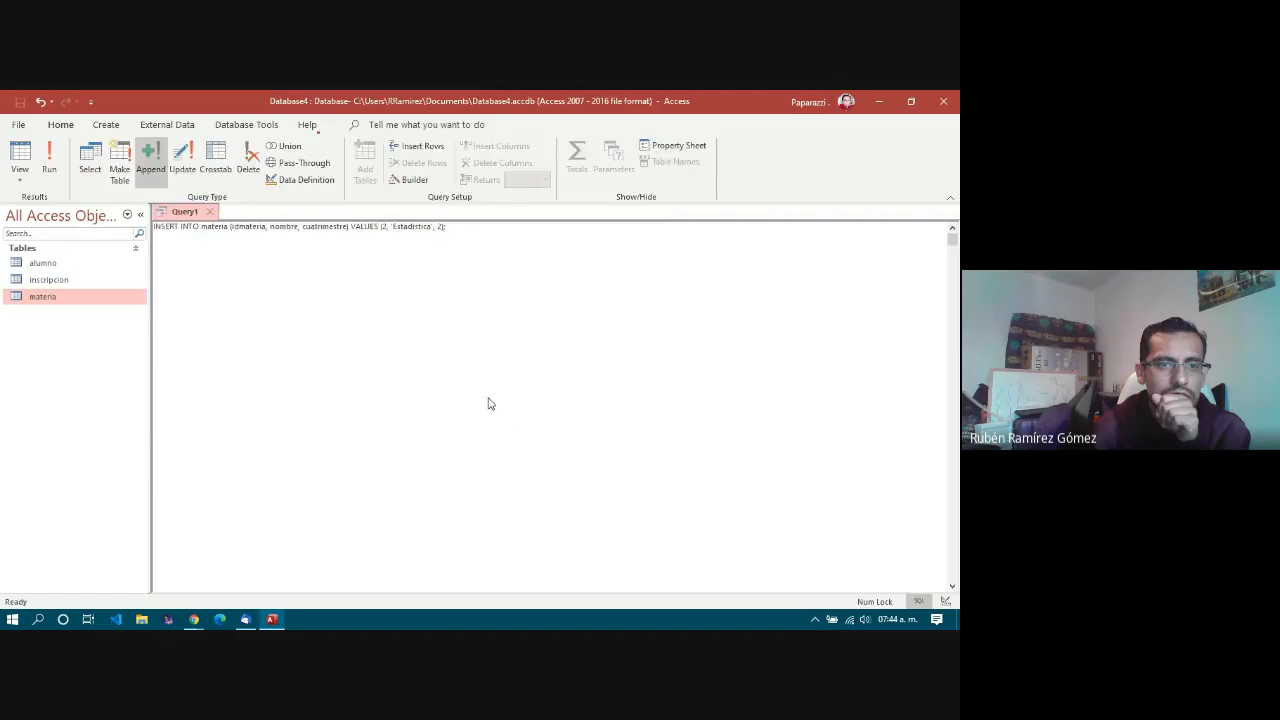 Database4 : Database- C:\Users\RRamirez\Documents\Database4.accdb (Access 2007 - 2016 file format) - Access
Paparazzi .
File
Home
Create
External Data
Database Tools
Help
Tell me what you want to do
View
Run
Select
Make Table
Append
Update
Crosstab
Delete
Union
Pass-Through
Data Definition
Add Tables
Insert Rows
Delete Rows
Builder
Insert Columns
Delete Columns
Returns
Totals
Parameters
Property Sheet
Table Names
Results
Query Type
Query Setup
Show/Hide
All Access Obje...
Query1
Search...
INSERT INTO materia (idmateria, nombre, cuatrimestre) VALUES (2, 'Estadistica', 2);
Tables
alumno
inscripcion
materia
Rubén Ramírez Gómez
Ready
Num Lock
SQL
07:44 a. m.